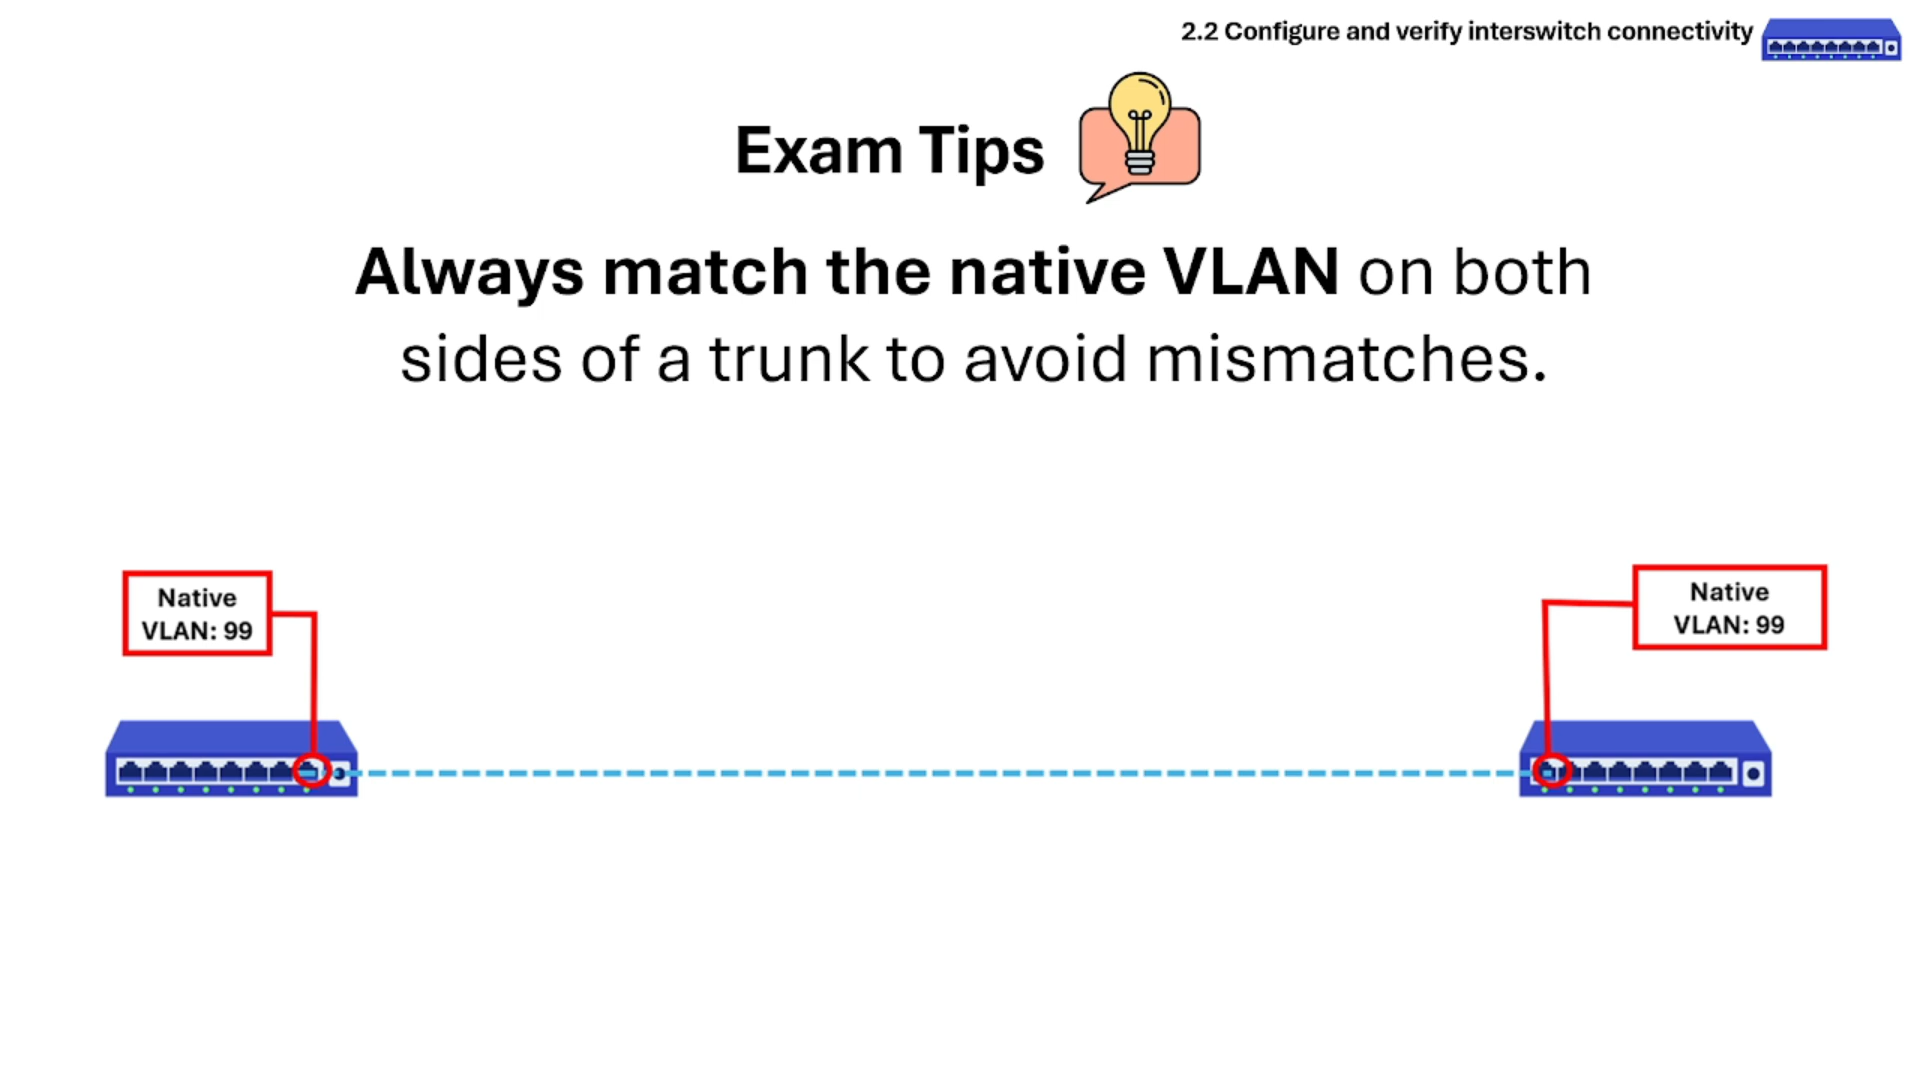 2.2 Configure and verify interswitch connectivity
Exam Tips
Always match the native VLAN on both
sides of a trunk to avoid mismatches.
Native
VLAN: 99
Native
VLAN: 99